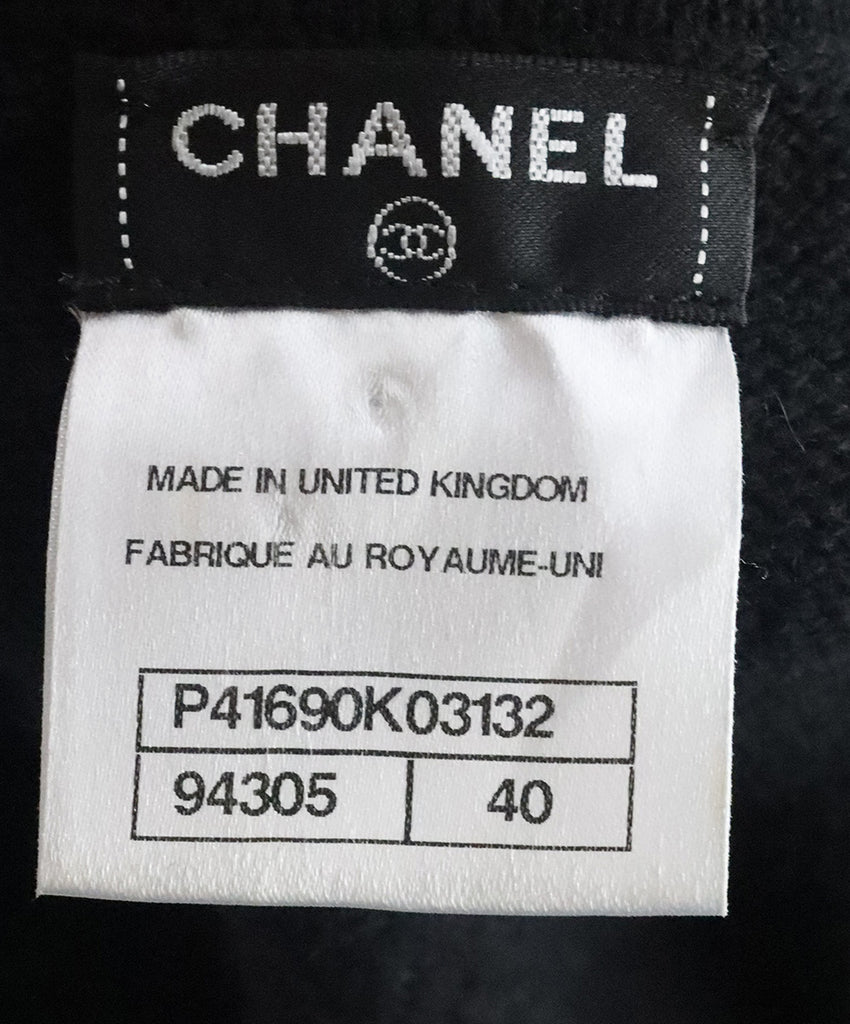 CHANEL
MADE IN UNITED KINGDOM
FABRIQUE AU ROYAUME-UNI
P41690K03132
94305 40